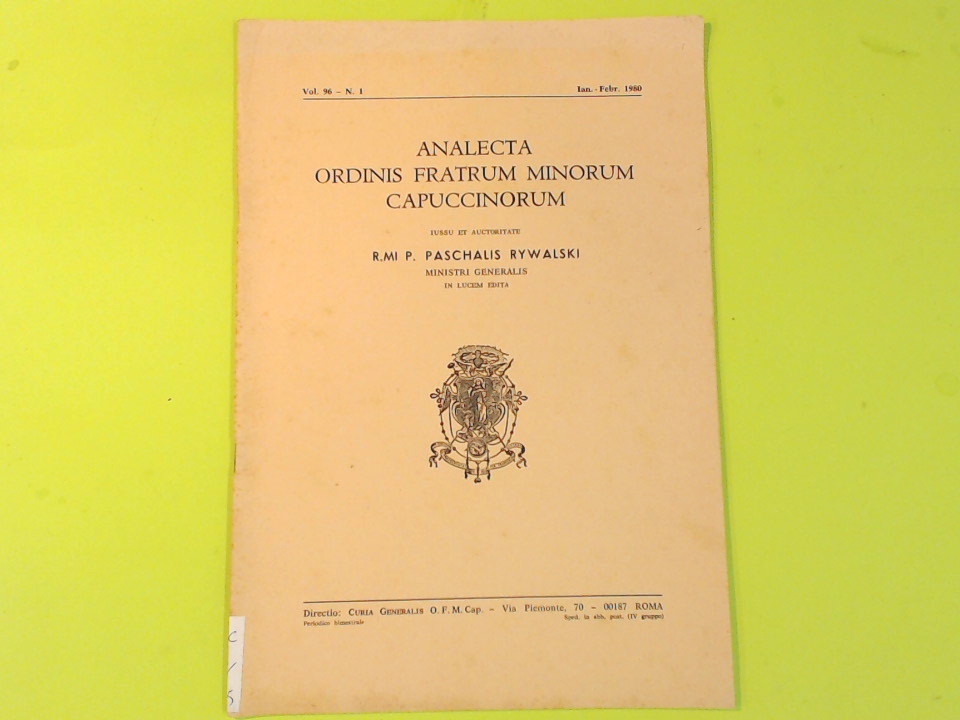 Vol. 96 – N. 1
Ian. - Febr. 1980
ANALECTA
ORDINIS FRATRUM MINORUM
CAPUCCINORUM
IUSSU ET AUCTORITATE
R.MI P. PASCHALIS RYWALSKI
MINISTRI GENERALIS
IN LUCEM EDITA
Directio: CURIA GENERALIS O. F. M. Cap. – Via Piemonte, 70 – 00187 ROMA
Periodico bimestrale
Sped. in abb. post. (IV gruppo)
C
/
S